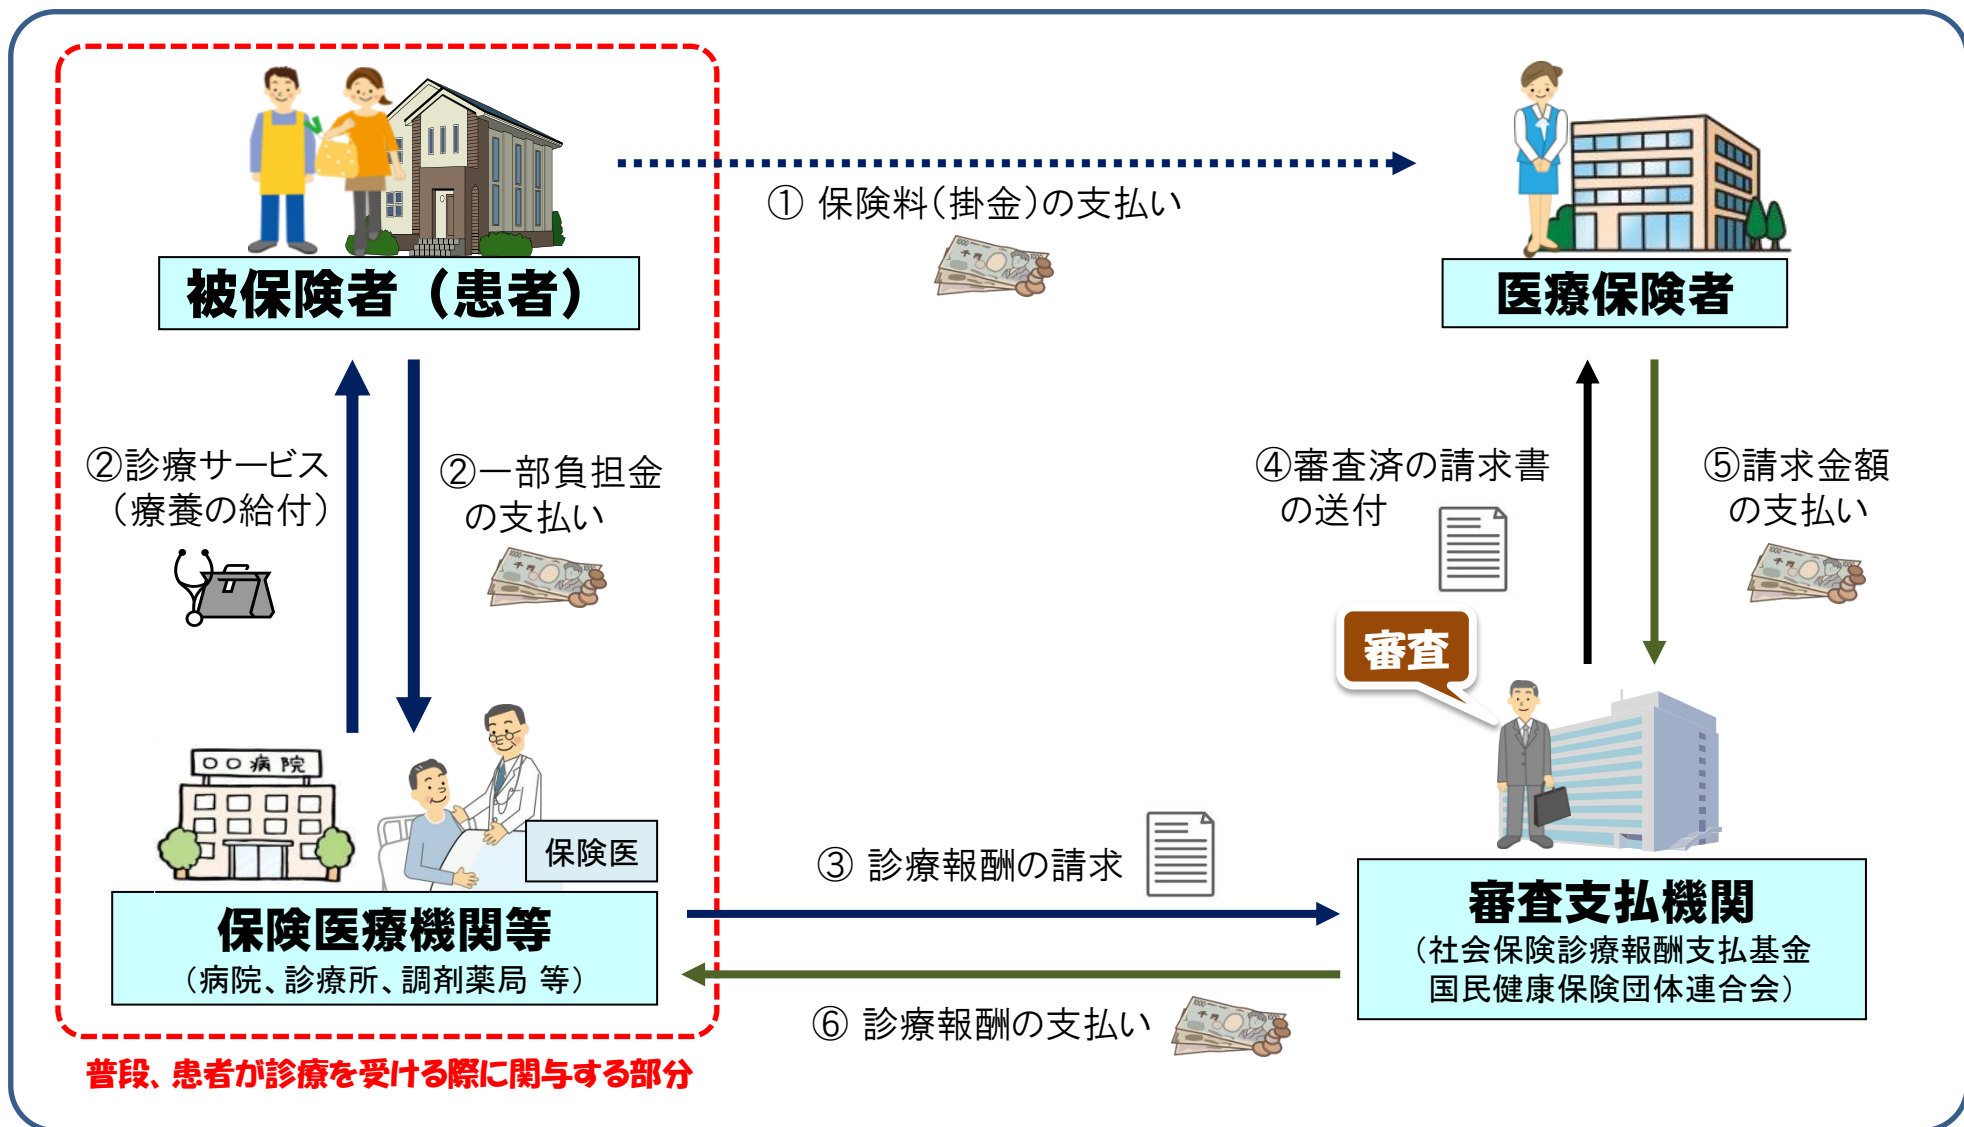 ① 保険料(掛金)の支払い
被保険者（患者）
医療保険者
②診療サービス
（療養の給付）
②一部負担金
の支払い
④審査済の請求書
の送付
⑤請求金額
の支払い
審査
〇〇病院
保険医
保険医療機関等
（病院、診療所、調剤薬局 等）
③ 診療報酬の請求
審査支払機関
（社会保険診療報酬支払基金
国民健康保険団体連合会）
⑥ 診療報酬の支払い
普段、患者が診療を受ける際に関与する部分